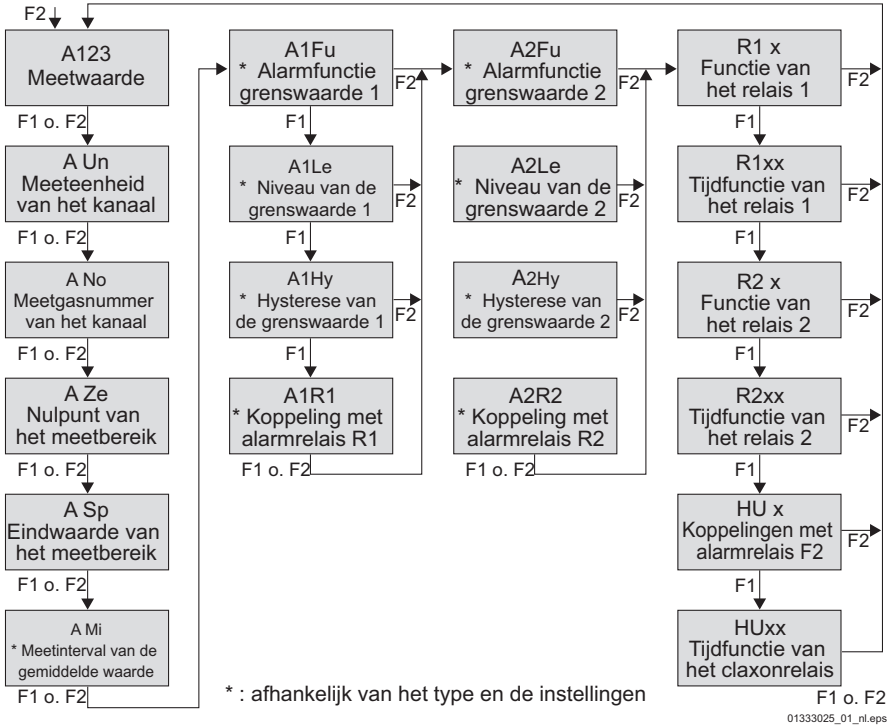 F2
A123
Meetwaarde
F1 o. F2
A Un
Meeteenheid
van het kanaal
F1 o. F2
A No
Meetgasnummer
van het kanaal
F1 o. F2
A Ze
Nulpunt van
het meetbereik
F1 o. F2
A Sp
Eindwaarde van
het meetbereik
F1 o. F2
A Mi
* Meetinterval van de
gemiddelde waarde
F1 o. F2
A1Fu
* Alarmfunctie
grenswaarde 1
F2
F1
A1Le
* Niveau van de
grenswaarde 1
F2
F1
A1Hy
* Hysterese van
de grenswaarde 1
F2
F1
A1R1
* Koppeling met
alarmrelais R1
F1 o. F2
A2Fu
* Alarmfunctie
grenswaarde 2
F2
A2Le
* Niveau van de
grenswaarde 2
F2
A2Hy
* Hysterese van
de grenswaarde 2
F2
A2R2
* Koppeling met
alarmrelais R2
F1 o. F2
R1 x
Functie van
het relais 1
F2
F1
R1xx
Tijdfunctie van
het relais 1
F2
F1
R2 x
Functie van
het relais 2
F2
F1
R2xx
Tijdfunctie van
het relais 2
F2
F1
HU x
Koppelingen met
alarmrelais F2
F2
F1
HUxx
Tijdfunctie van
het claxonrelais
F1 o. F2
* : afhankelijk van het type en de instellingen
01333025_01_nl.eps